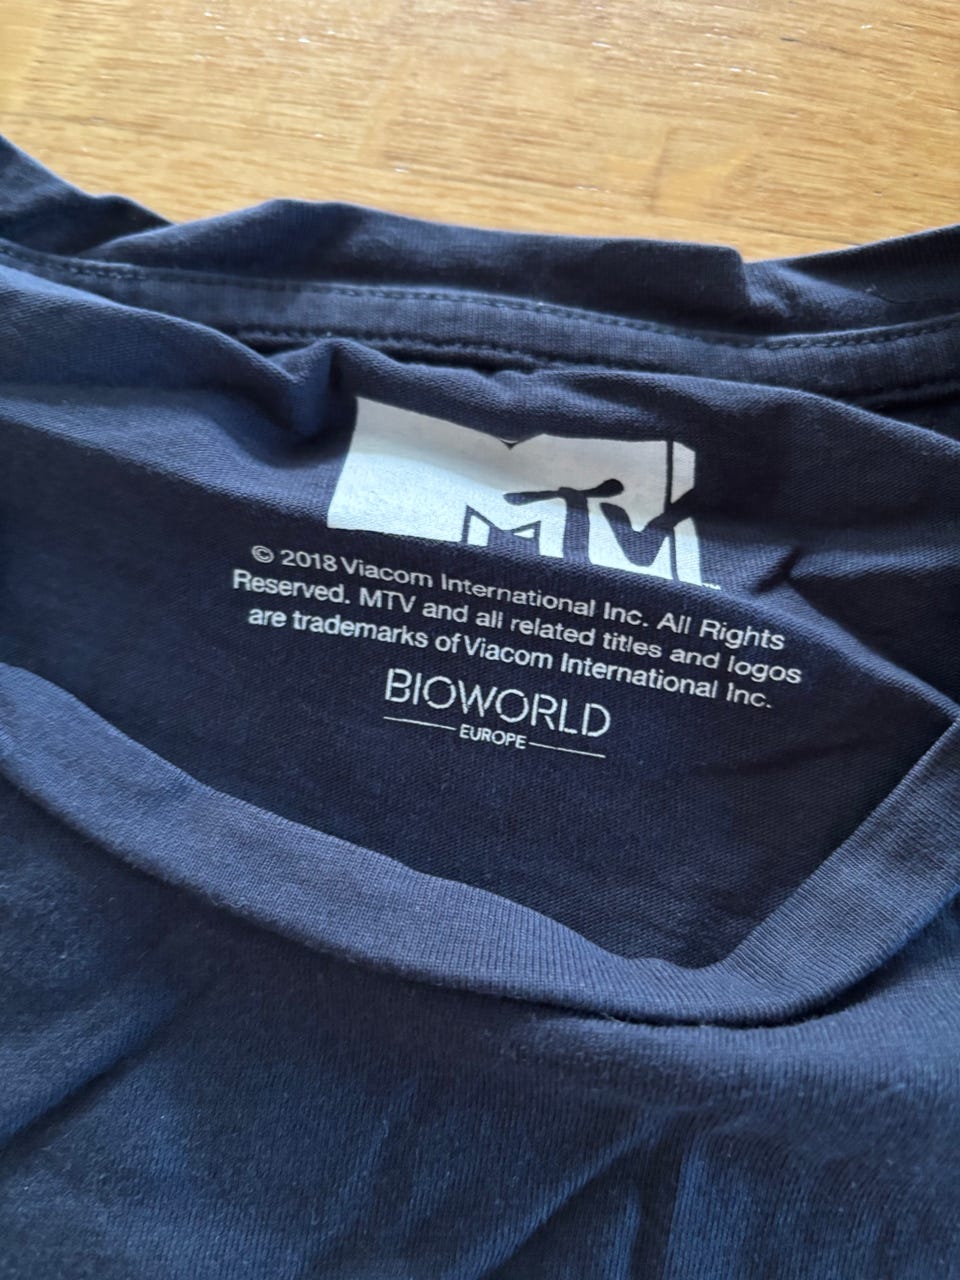 MTV
© 2018 Viacom International Inc. All Rights
Reserved. MTV and all related titles and logos
are trademarks of Viacom International Inc.
BIOWORLD
EUROPE